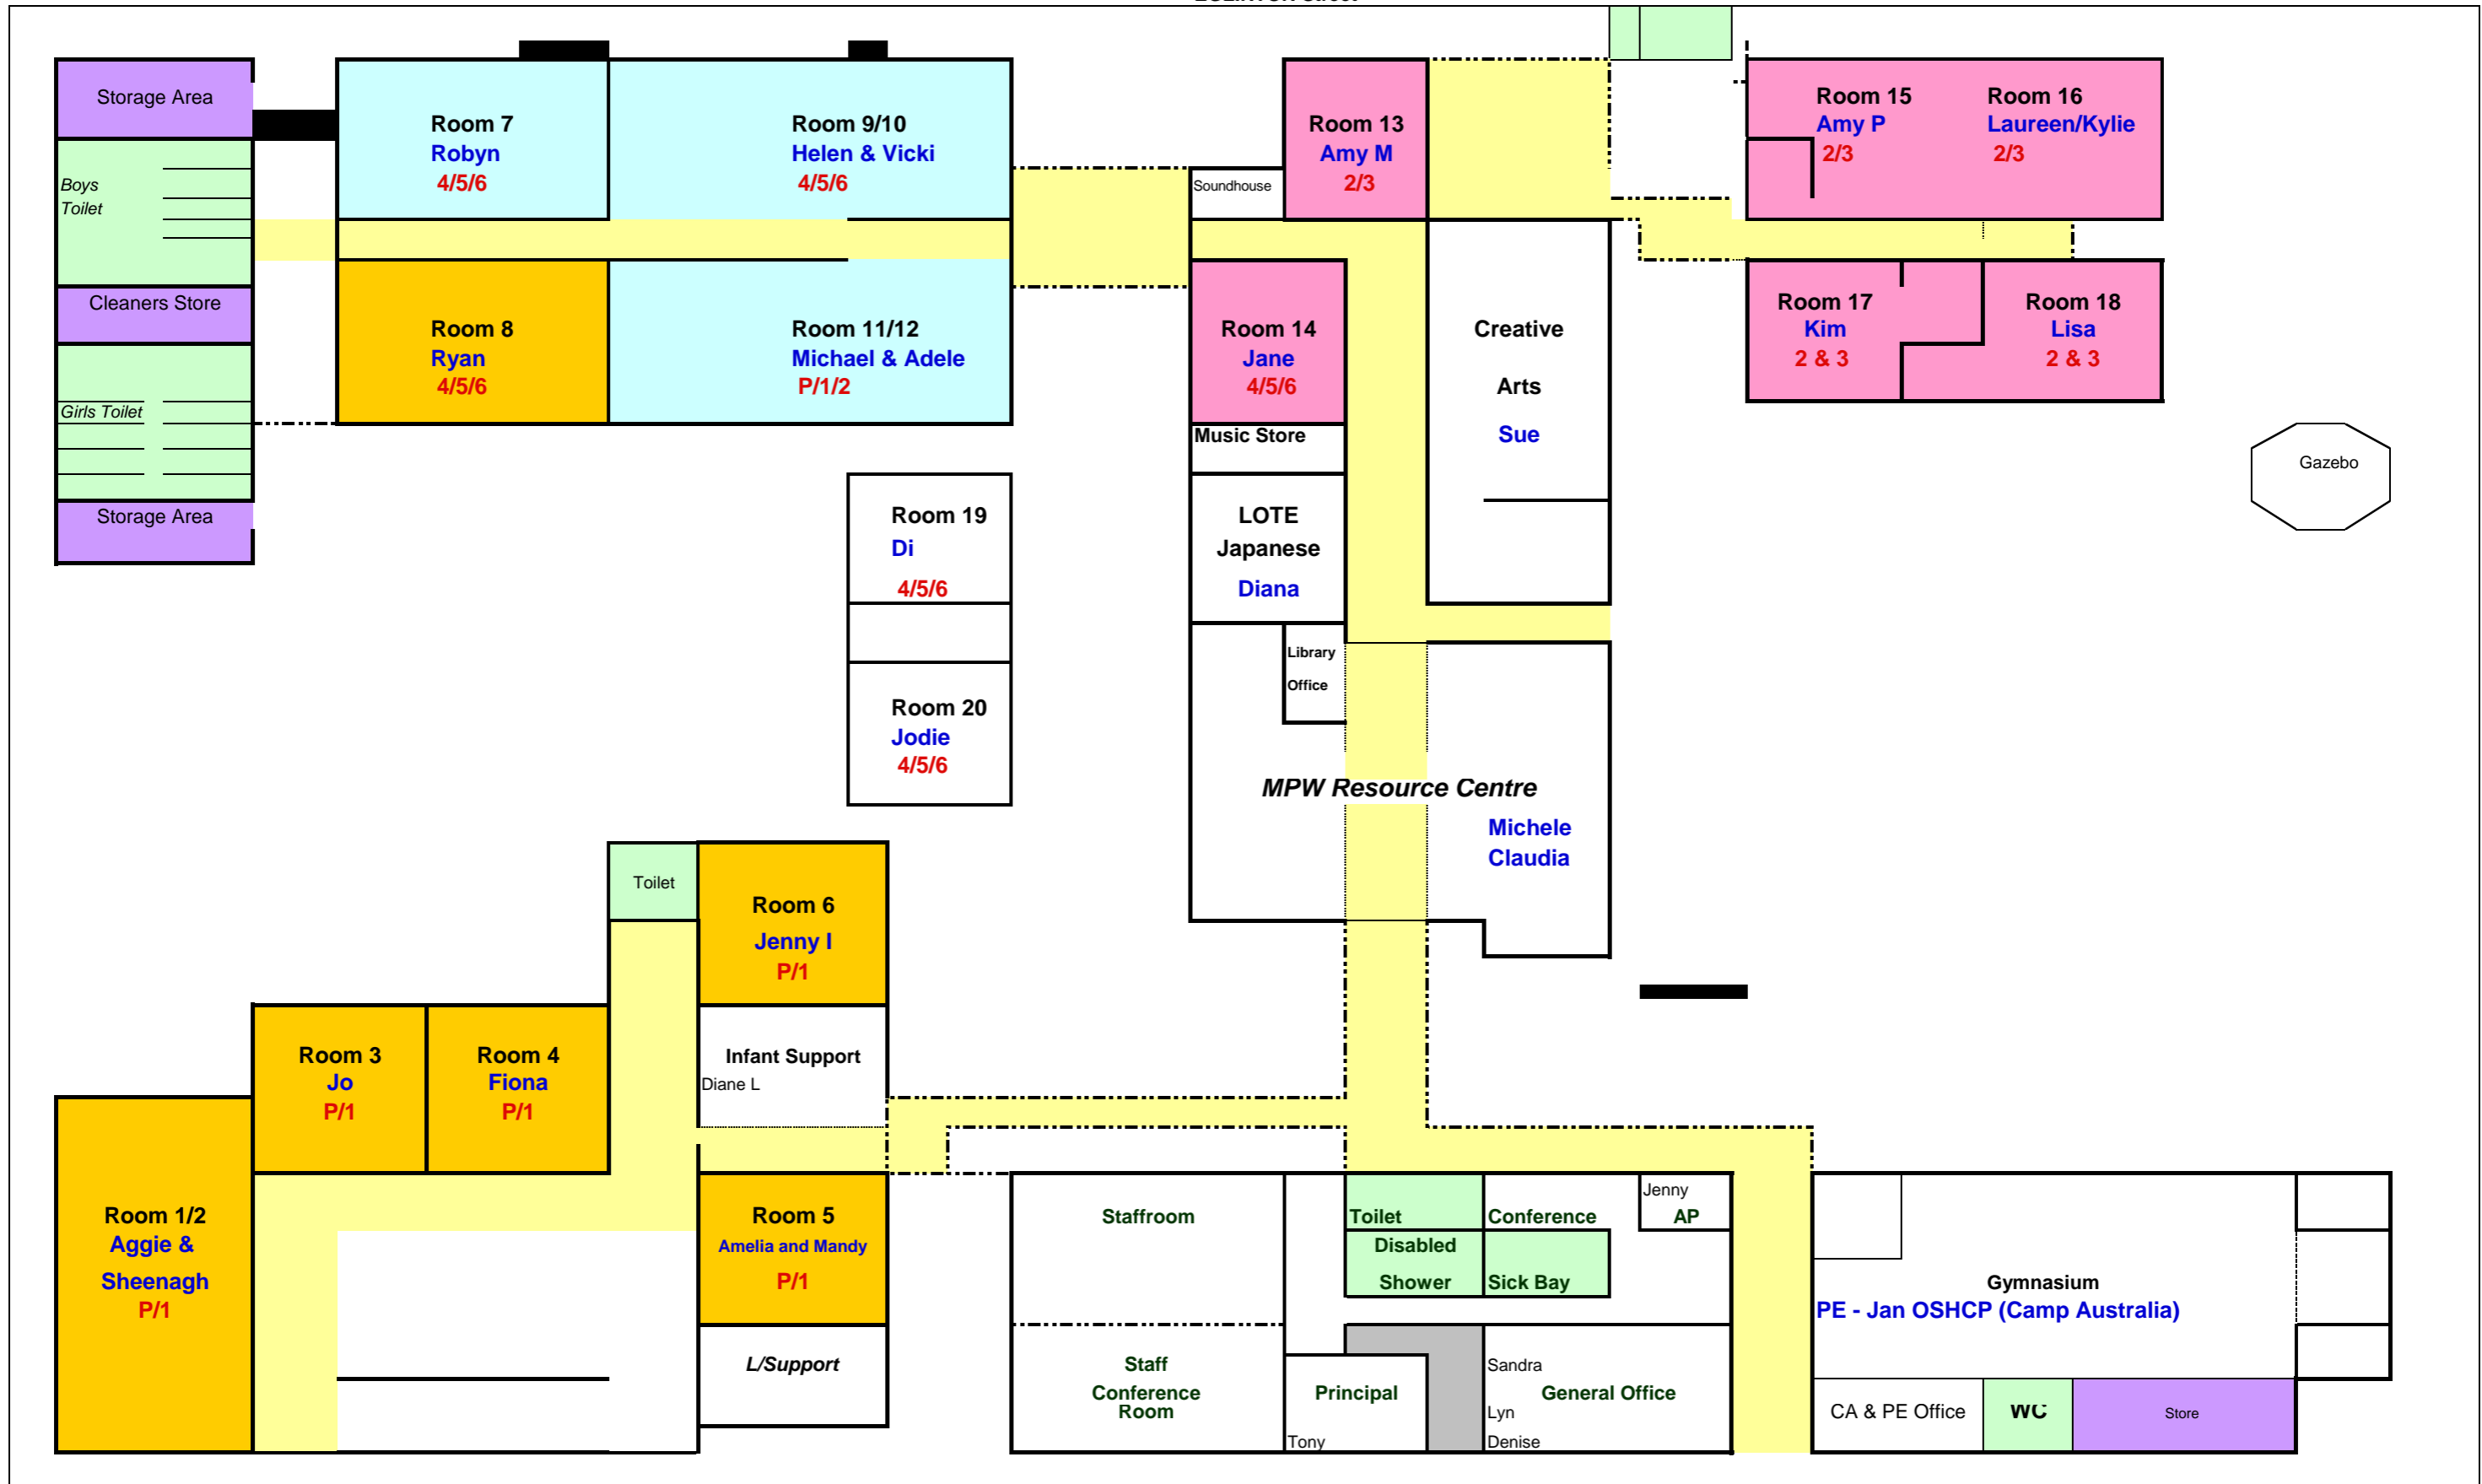 Storage Area
Boys
Toilet
Cleaners Store
Girls Toilet
Storage Area
Room 7
Robyn
4/5/6
Room 9/10
Helen & Vicki
4/5/6
Room 8
Ryan
4/5/6
Room 11/12
Michael & Adele
P/1/2
Soundhouse
Room 13
Amy M
2/3
Room 14
Jane
4/5/6
Music Store
LOTE
Japanese
Diana
Library
Office
Creative
Arts
Sue
Room 15
Amy P
2/3
Room 16
Laureen/Kylie
2/3
Room 17
Kim
2 & 3
Room 18
Lisa
2 & 3
Gazebo
Room 19
Di
4/5/6
Room 20
Jodie
4/5/6
MPW Resource Centre
Michele
Claudia
Toilet
Room 6
Jenny I
P/1
Room 3
Jo
P/1
Room 4
Fiona
P/1
Infant Support
Diane L
Room 1/2
Aggie &
Sheenagh
P/1
Room 5
Amelia and Mandy
P/1
L/Support
Staffroom
Staff
Conference
Room
Toilet
Disabled
Shower
Conference
Sick Bay
Jenny
AP
Principal
Tony
Sandra
General Office
Lyn
Denise
Gymnasium
PE - Jan OSHCP (Camp Australia)
CA & PE Office
WC
Store